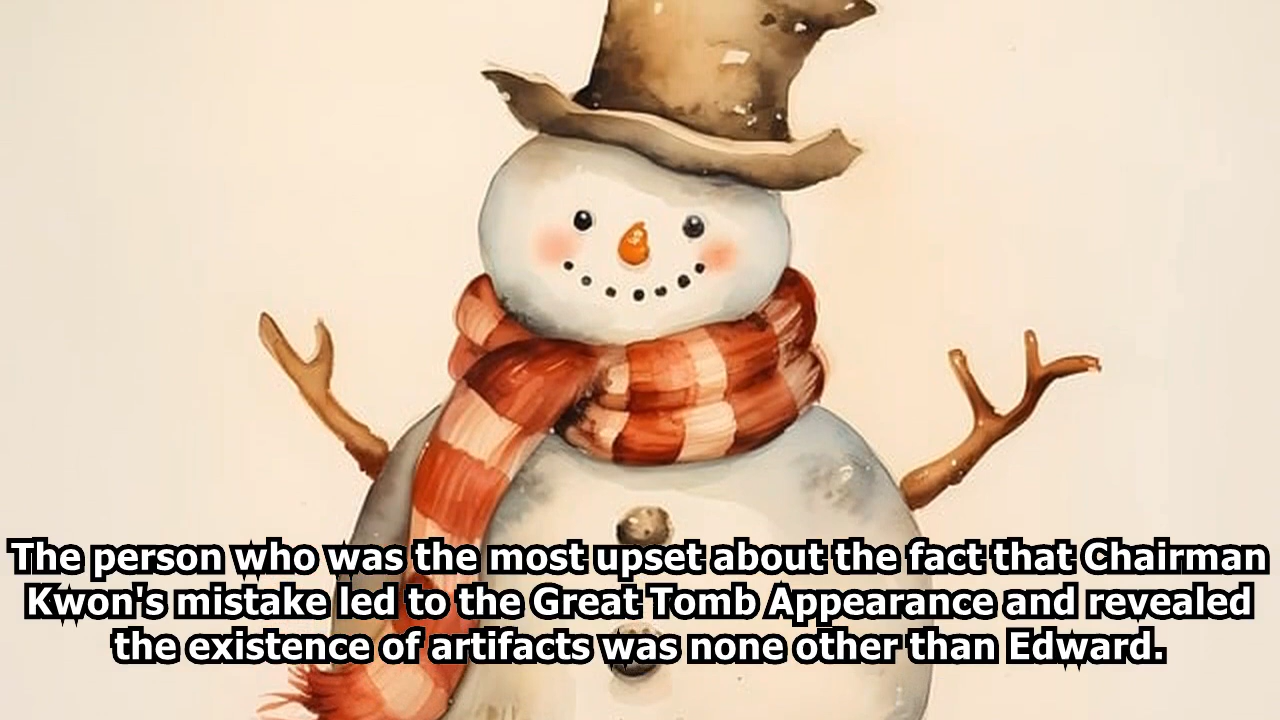 The person who was the most upset about the fact that Chairman
Kwon's mistake led to the Great Tomb Appearance and revealed
the existence of artifacts was none other than Edward.